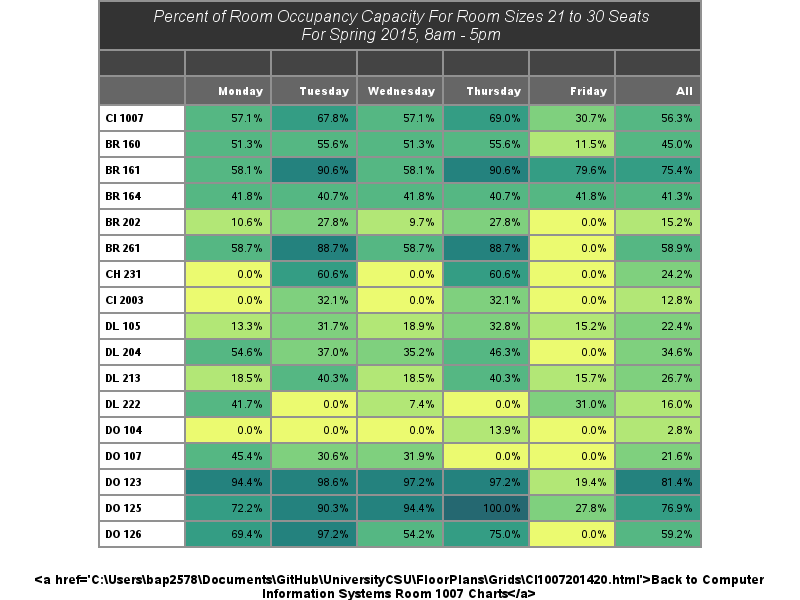 Percent of Room Occupancy Capacity For Room Sizes 21 to 30 Seats
For Spring 2015, 8am - 5pm
Monday Tuesday Wednesday Thursday Friday All
CI 1007 57.1% 67.8% 57.1% 69.0% 30.7% 56.3%
BR 160 51.3% 55.6% 51.3% 55.6% 11.5% 45.0%
BR 161 58.1% 90.6% 58.1% 90.6% 79.6% 75.4%
BR 164 41.8% 40.7% 41.8% 40.7% 41.8% 41.3%
BR 202 10.6% 27.8% 9.7% 27.8% 0.0% 15.2%
BR 261 58.7% 88.7% 58.7% 88.7% 0.0% 58.9%
CH 231 0.0% 60.6% 0.0% 60.6% 0.0% 24.2%
CI 2003 0.0% 32.1% 0.0% 32.1% 0.0% 12.8%
DL 105 13.3% 31.7% 18.9% 32.8% 15.2% 22.4%
DL 204 54.6% 37.0% 35.2% 46.3% 0.0% 34.6%
DL 213 18.5% 40.3% 18.5% 40.3% 15.7% 26.7%
DL 222 41.7% 0.0% 7.4% 0.0% 31.0% 16.0%
DO 104 0.0% 0.0% 0.0% 13.9% 0.0% 2.8%
DO 107 45.4% 30.6% 31.9% 0.0% 0.0% 21.6%
DO 123 94.4% 98.6% 97.2% 97.2% 19.4% 81.4%
DO 125 72.2% 90.3% 94.4% 100.0% 27.8% 76.9%
DO 126 69.4% 97.2% 54.2% 75.0% 0.0% 59.2%
<a href='C:\Users\bap2578\Documents\GitHub\UniversityCSU\FloorPlans\Grids\CI1007201420.html'>Back to Computer
Information Systems Room 1007 Charts</a>